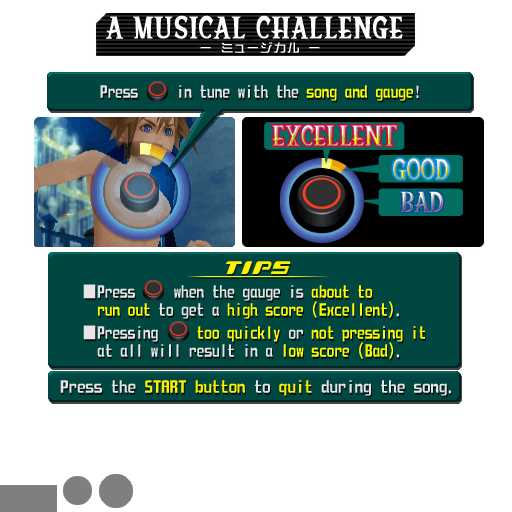 A MUSICAL CHALLENGE
— ミュージカル —
Press in tune with the song and gauge!
EXCELLENT
GOOD
BAD
TIPS
■Press when the gauge is about to
run out to get a high score (Excellent).
■Pressing too quickly or not pressing it
at all will result in a low score (Bad).
Press the START button to quit during the song.